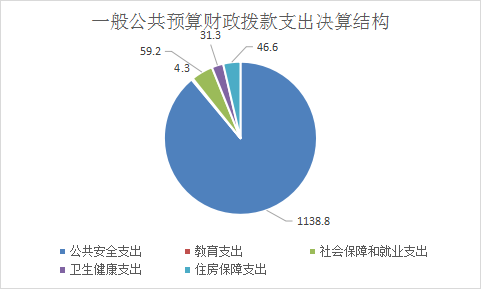 一般公共预算财政拨款支出决算结构
31.3
46.6
59.2
4.3
1138.8
公共安全支出 教育支出 社会保障和就业支出
卫生健康支出 住房保障支出